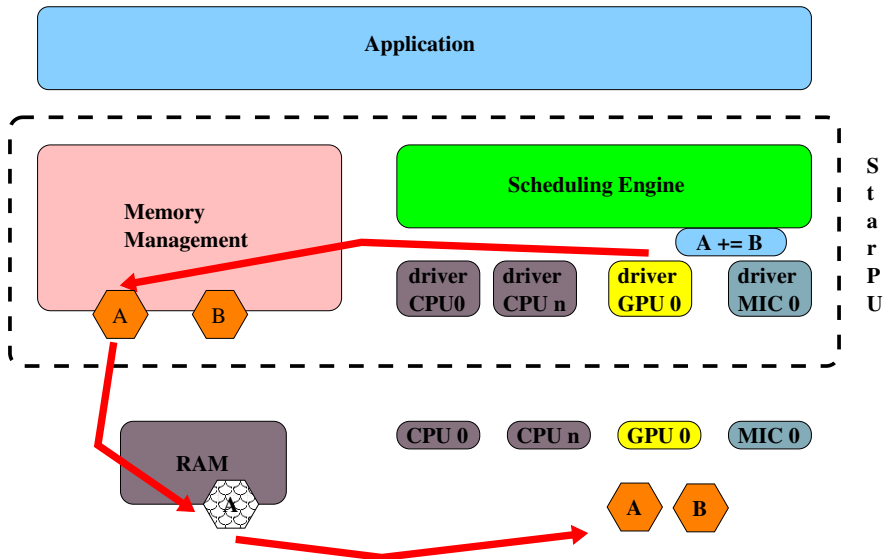 Application
Memory
Management
Scheduling Engine
A += B
driver
CPU0
driver
CPU n
driver
GPU 0
driver
MIC 0
A
B
S
t
a
r
P
U
RAM
A
CPU 0
CPU n
GPU 0
MIC 0
A
B